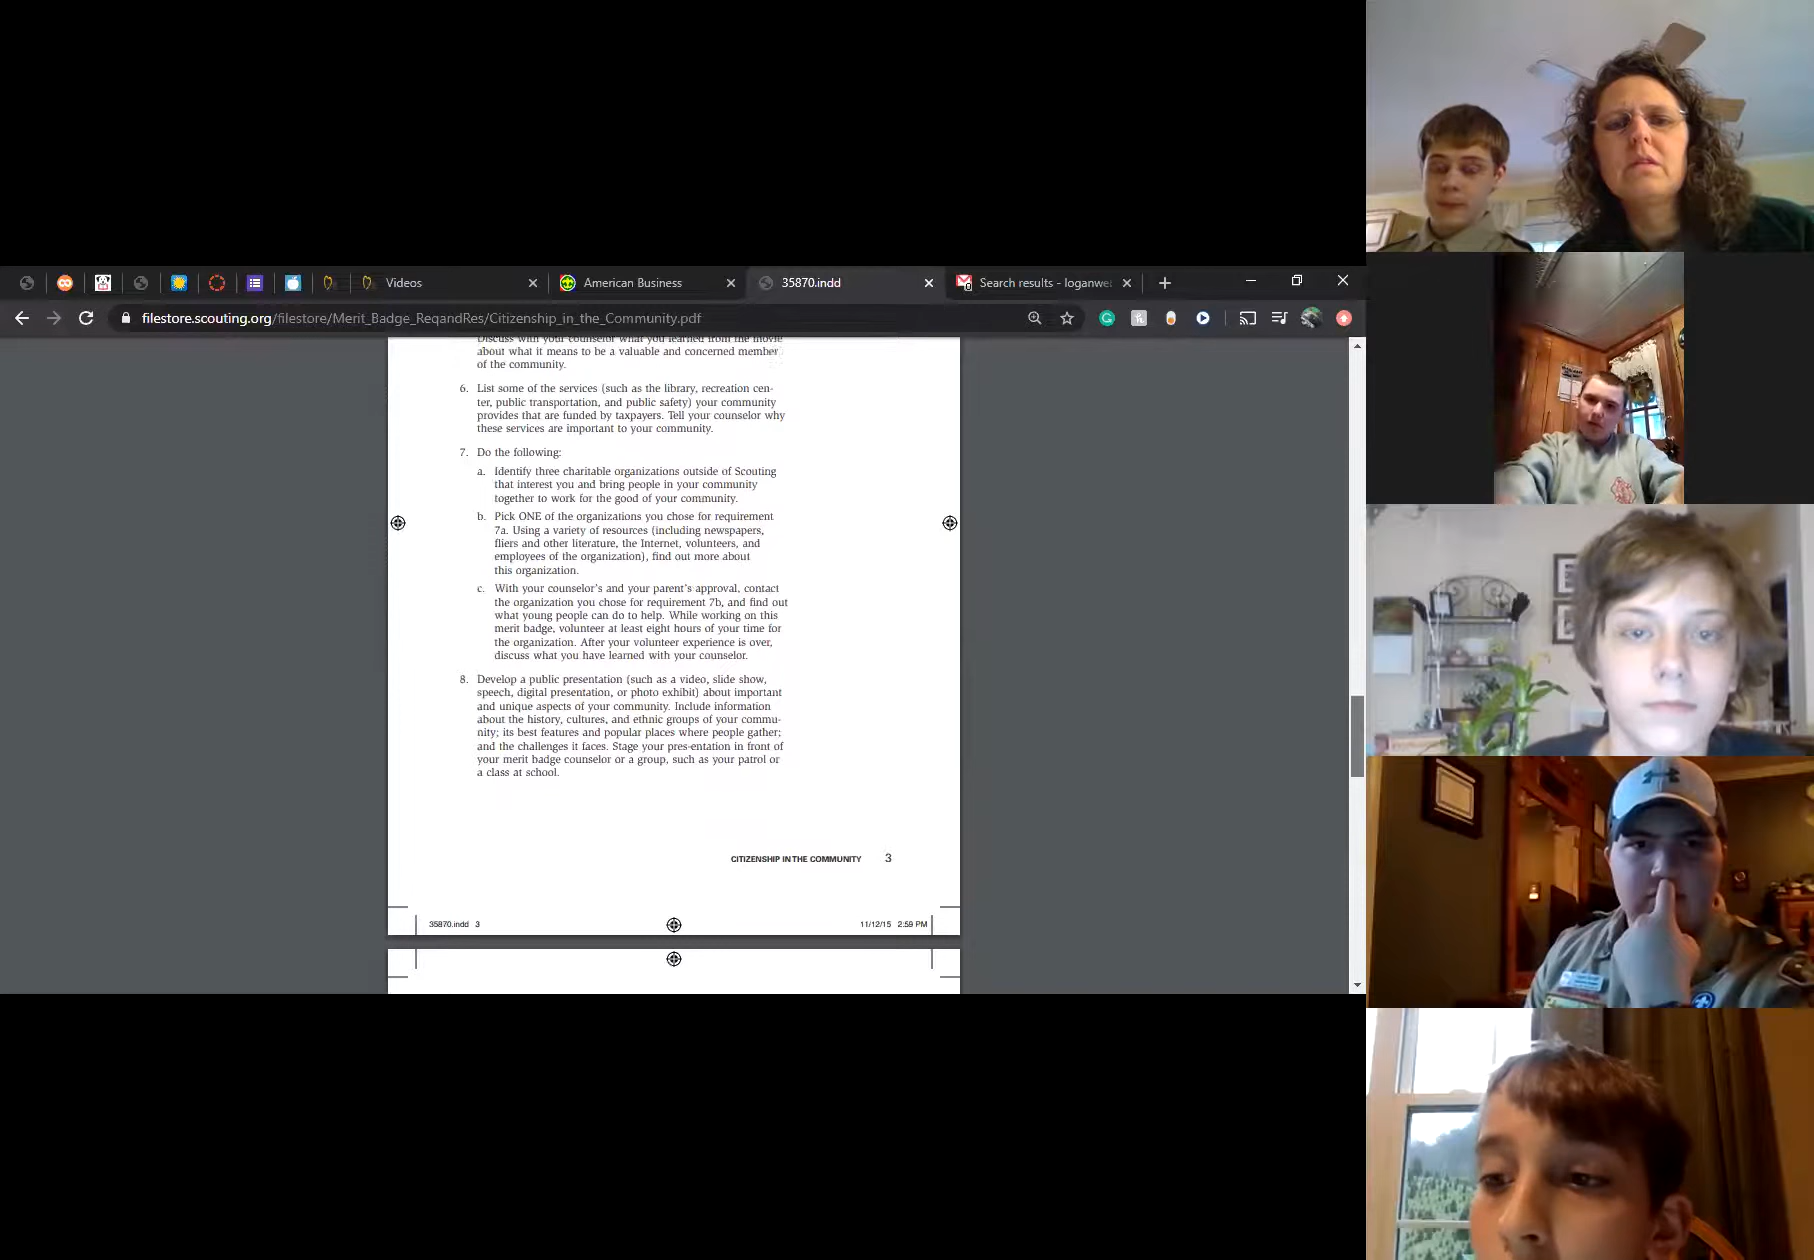 Videos
American Business
35870.indd
Search results - loganwe
filestore.scouting.org/filestore/Merit_Badge_ReqandRes/Citizenship_in_the_Community.pdf
Discuss with your counselor what you learned from the movie
about what it means to be a valuable and concerned member
of the community.
6. List some of the services (such as the library, recreation cen-
ter, public transportation, and public safety) your community
provides that are funded by taxpayers. Tell your counselor why
these services are important to your community.
7. Do the following:
a. Identify three charitable organizations outside of Scouting
that interest you and bring people in your community
together to work for the good of your community.
b. Pick ONE of the organizations you chose for requirement
7a. Using a variety of resources (including newspapers,
fliers and other literature, the Internet, volunteers, and
employees of the organization), find out more about
this organization.
c. With your counselor's and your parent's approval, contact
the organization you chose for requirement 7b, and find out
what young people can do to help. While working on this
merit badge, volunteer at least eight hours of your time for
the organization. After your volunteer experience is over,
discuss what you have learned with your counselor.
8. Develop a public presentation (such as a video, slide show,
speech, digital presentation, or photo exhibit) about important
and unique aspects of your community. Include information
about the history, cultures, and ethnic groups of your commu-
nity; its best features and popular places where people gather;
and the challenges it faces. Stage your pres-entation in front of
your merit badge counselor or a group, such as your patrol or
a class at school.
CITIZENSHIP IN THE COMMUNITY 3
35870.indd 3
11/12/15 2:59 PM